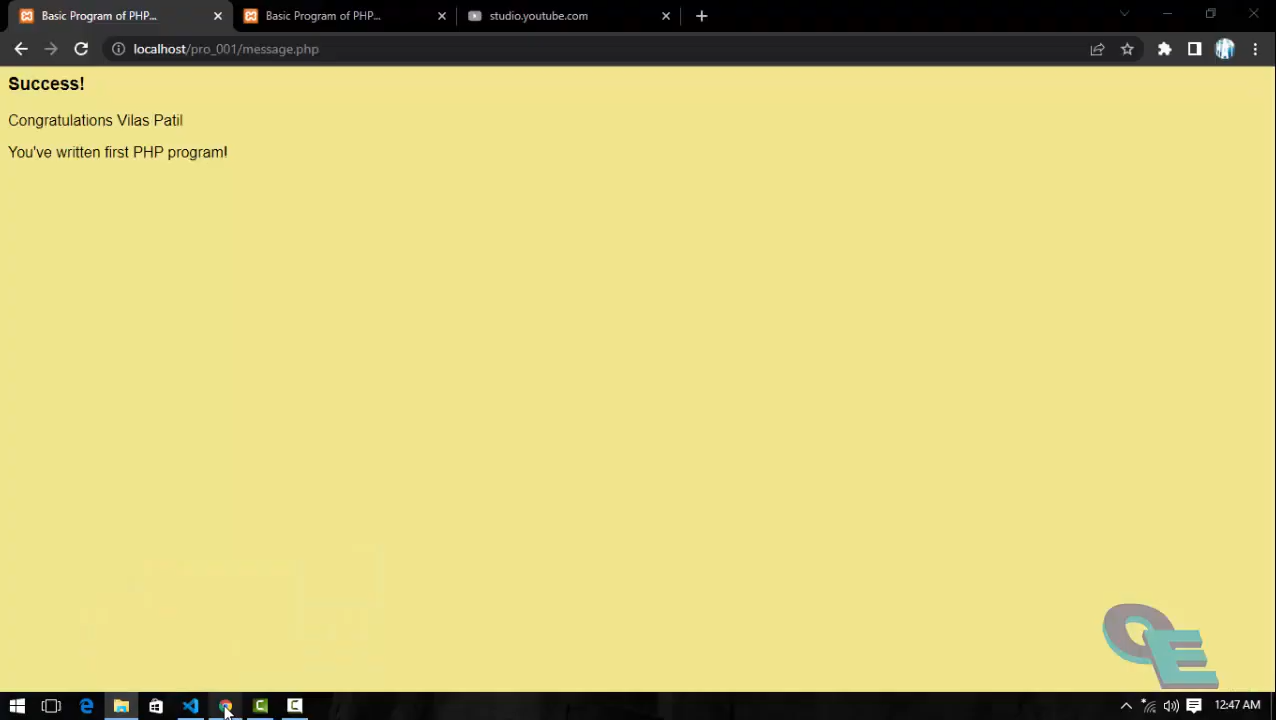 Basic Program of PHP...
Basic Program of PHP...
studio.youtube.com
localhost/pro_001/message.php
Success!
Congratulations Vilas Patil
You've written first PHP program!
OE
12:47 AM